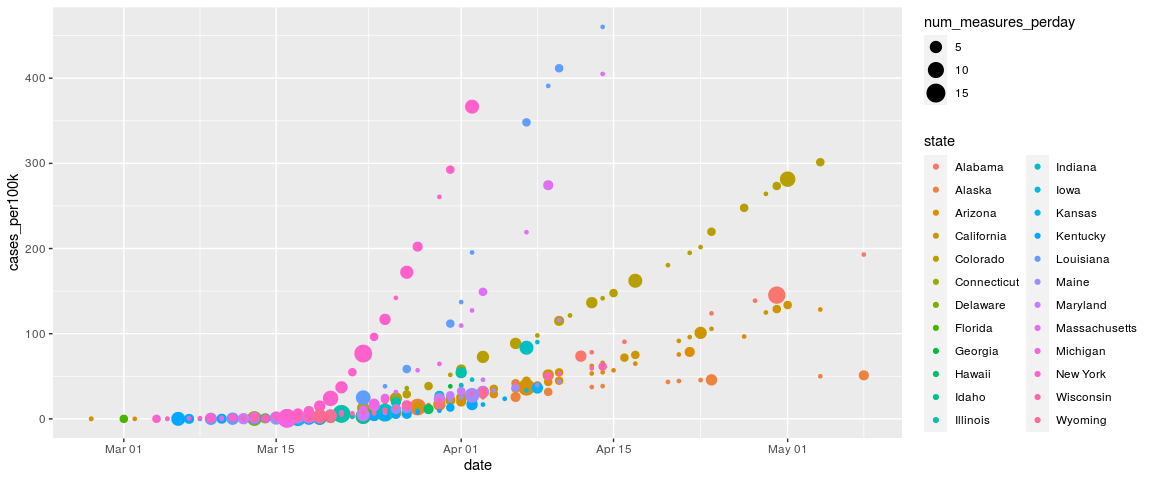 num_measures_perday
5
10
15
state
Alabama
Alaska
Arizona
California
Colorado
Connecticut
Delaware
Florida
Georgia
Hawaii
Idaho
Illinois
Indiana
Iowa
Kansas
Kentucky
Louisiana
Maine
Maryland
Massachusetts
Michigan
New York
Wisconsin
Wyoming
cases_per100k
400
300
200
100
0
Mar 01
Mar 15
Apr 01
Apr 15
May 01
date